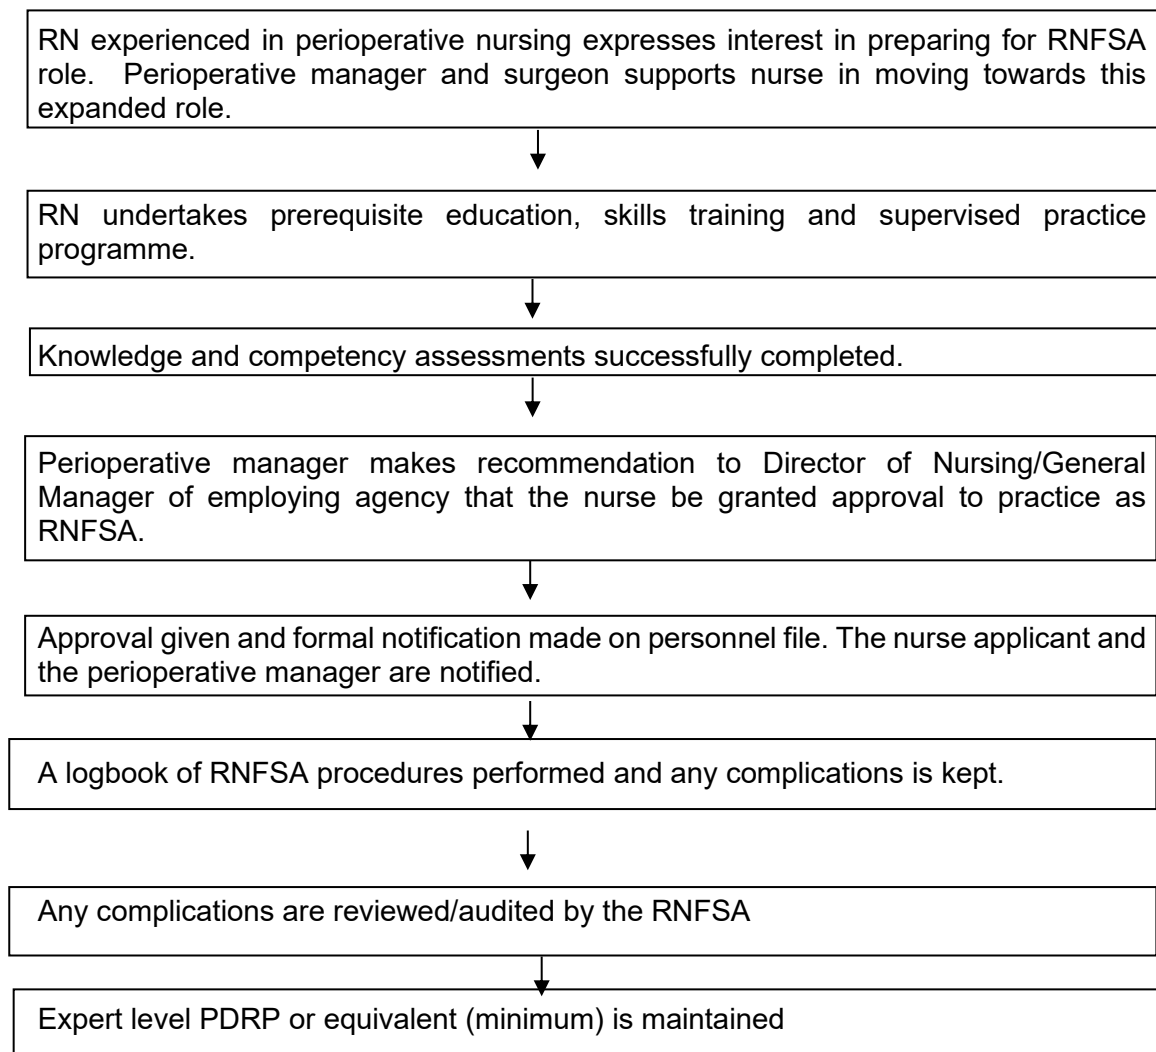 RN experienced in perioperative nursing expresses interest in preparing for RNFSA
role. Perioperative manager and surgeon supports nurse in moving towards this
expanded role.
RN undertakes prerequisite education, skills training and supervised practice
programme.
Knowledge and competency assessments successfully completed.
Perioperative manager makes recommendation to Director of Nursing/General
Manager of employing agency that the nurse be granted approval to practice as
RNFSA.
Approval given and formal notification made on personnel file. The nurse applicant and
the perioperative manager are notified.
A logbook of RNFSA procedures performed and any complications is kept.
Any complications are reviewed/audited by the RNFSA
Expert level PDRP or equivalent (minimum) is maintained